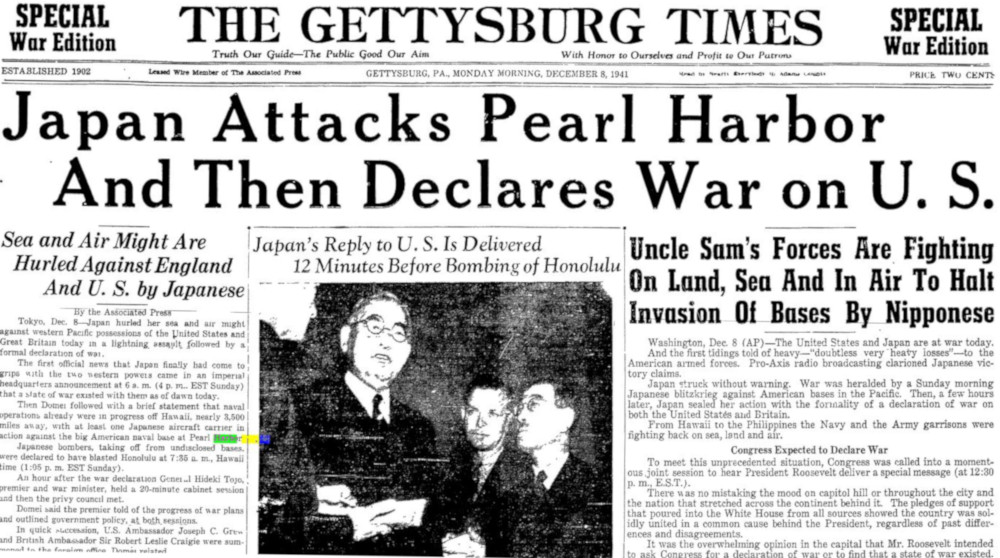 SPECIAL
War Edition
THE GETTYSBURG TIMES
Truth Our Guide—The Public Good Our Aim
With Honor to Ourselves and Profit to Our Patrons
SPECIAL
War Edition
ESTABLISHED 1902
Leased Wire Member of The Associated Press
GETTYSBURG, PA., MONDAY MORNING, DECEMBER 8, 1941
PRICE TWO CENTS
Japan Attacks Pearl Harbor
And Then Declares War on U. S.
Sea and Air Might Are
Hurled Against England
And U. S. by Japanese
By the Associated Press
Tokyo, Dec. 8—Japan hurled her sea and air might
against western Pacific possessions of the United States and
Great Britain today in a lightning assault followed by a
formal declaration of war.
The first official news that Japan finally had come to
grips with the two western powers came in an imperial
headquarters announcement at 6 a. m. (4 p. m. EST Sunday)
that a state of war existed with them as of dawn today.
Then Domei followed with a brief statement that naval
operations already were in progress off Hawaii, nearly 3,500
miles away, with at least one Japanese aircraft carrier in
action against the big American naval base at Pearl Harbor
Japanese bombers, taking off from undisclosed bases,
were declared to have blasted Honolulu at 7:35 a. m., Hawaii
time (1:05 p. m. EST Sunday).
An hour after the war declaration General Hideki Tojo,
premier and war minister, held a 20-minute cabinet session
and then the privy council met.
Domei said the premier told of the progress of war plans
and outlined government policy, at both sessions.
In quick succession, U.S. Ambassador Joseph C. Grew
and British Ambassador Sir Robert Leslie Craigie were sum-
moned to the foreign office Domei related
Japan's Reply to U. S. Is Delivered
12 Minutes Before Bombing of Honolulu
Uncle Sam's Forces Are Fighting
On Land, Sea And In Air To Halt
Invasion Of Bases By Nipponese
Washington, Dec. 8 (AP)—The United States and Japan are at war today.
And the first tidings told of heavy—"doubtless very heaty losses"—to the
American armed forces. Pro-Axis radio broadcasting clarioned Japanese vic-
tory claims.
Japan struck without warning. War was heralded by a Sunday morning
Japanese blitzkrieg against American bases in the Pacific. Then, a few hours
later, Japan sealed her action with the formality of a declaration of war on
both the United States and Britain.
From Hawaii to the Philippines the Navy and the Army garrisons were
fighting back on sea, land and air.
Congress Expected to Declare War
To meet this unprecedented situation, Congress was called into a moment-
ous joint session to hear President Roosevelt deliver a special message (at 12:30
p. m., E.S.T.).
There was no mistaking the mood on capitol hill or throughout the city and
the nation that stretched across the continent behind it. The pledges of support
that poured into the White House from all sources showed the country was sol-
idly united in a common cause behind the President, regardless of past differ-
ences and disagreements.
It was the overwhelming opinion in the capital that Mr. Roosevelt intended
to ask Congress for a declaration of war or to find that a state of war existed